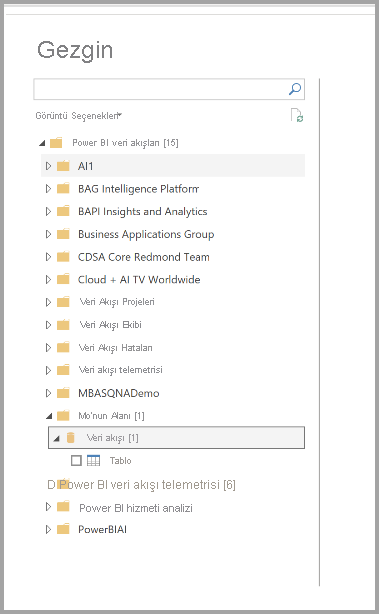 Gezgin
Görüntü Seçenekleri
Power BI veri akışları [15]
AI1
BAG Intelligence Platform
BAPI Insights and Analytics
Business Applications Group
CDSA Core Redmond Team
Cloud + AI TV Worldwide
Veri Akışı Projeleri
Veri Akışı Ekibi
Veri Akışı Hataları
Veri akışı telemetrisi
MBASQNADemo
Mo'nun Alanı [1]
Veri akışı [1]
Tablo
D Power BI veri akışı telemetrisi [6]
Power BI hizmeti analizi
PowerBIAI